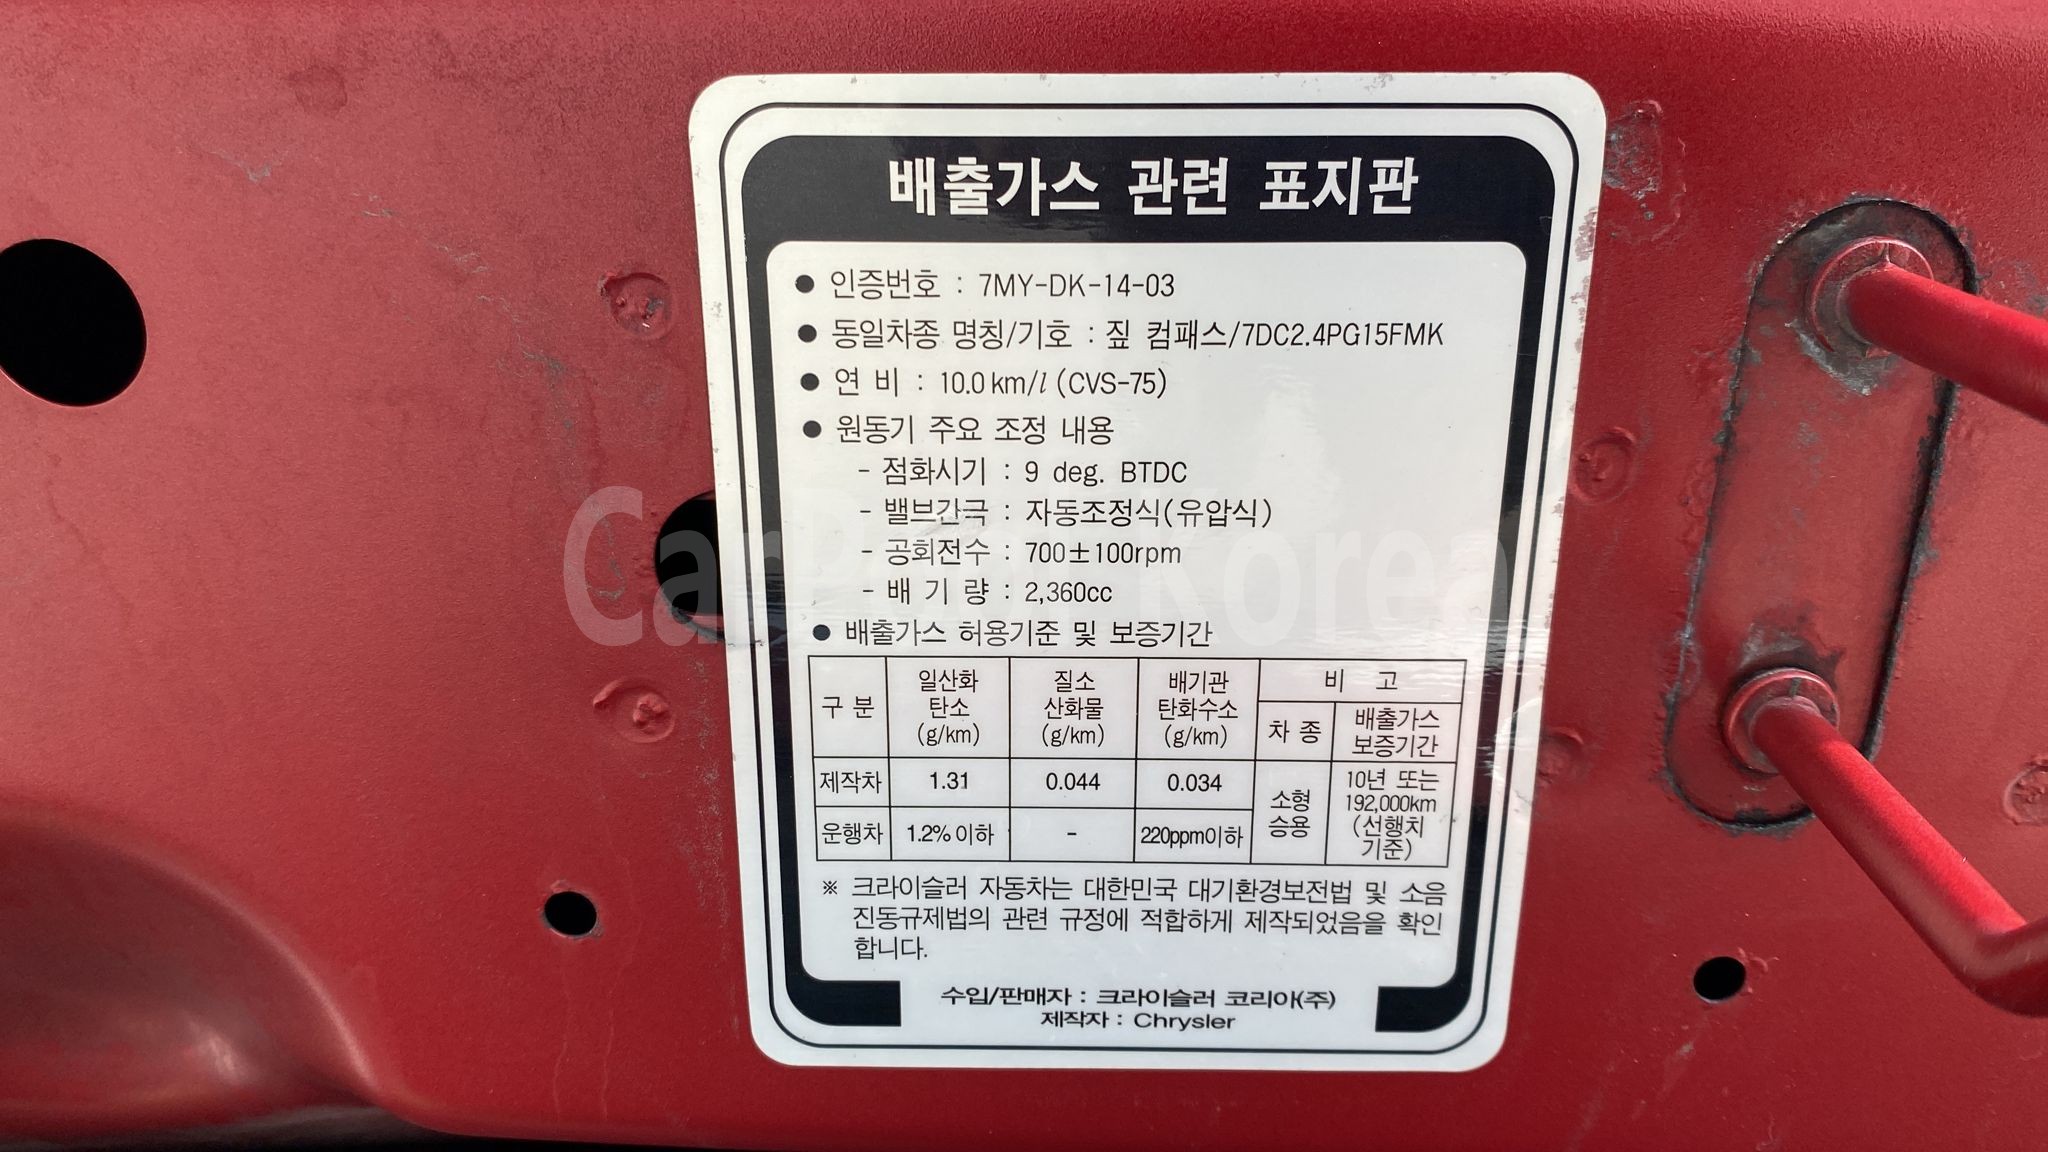 배출가스 관련 표지판
● 인증번호 : 7MY-DK-14-03
● 동일차종 명칭/기호 : 짚 컴패스/7DC2.4PG15FMK
● 연 비 : 10.0km/l (CVS-75)
● 원동기 주요 조정 내용
- 점화시기 : 9 deg. BTDC
- 밸브간극 : 자동조정식(유압식)
- 공회전수 : 700±100rpm
- 배 기 량 : 2,360cc
● 배출가스 허용기준 및 보증기간
구 분 일산화 탄소 (g/km) 질소 산화물 (g/km) 배기관 탄화수소 (g/km) 비 고
차 종 배출가스 보증기간
제작차 1.31 0.044 0.034 소형 승용 10년 또는 192,000km (선행치 기준)
운행차 1.2%이하 - 220ppm이하
※ 크라이슬러 자동차는 대한민국 대기환경보전법 및 소음
진동규제법의 관련 규정에 적합하게 제작되었음을 확인
합니다.
수입/판매자 : 크라이슬러 코리아(주)
제작자 : Chrysler
Korea